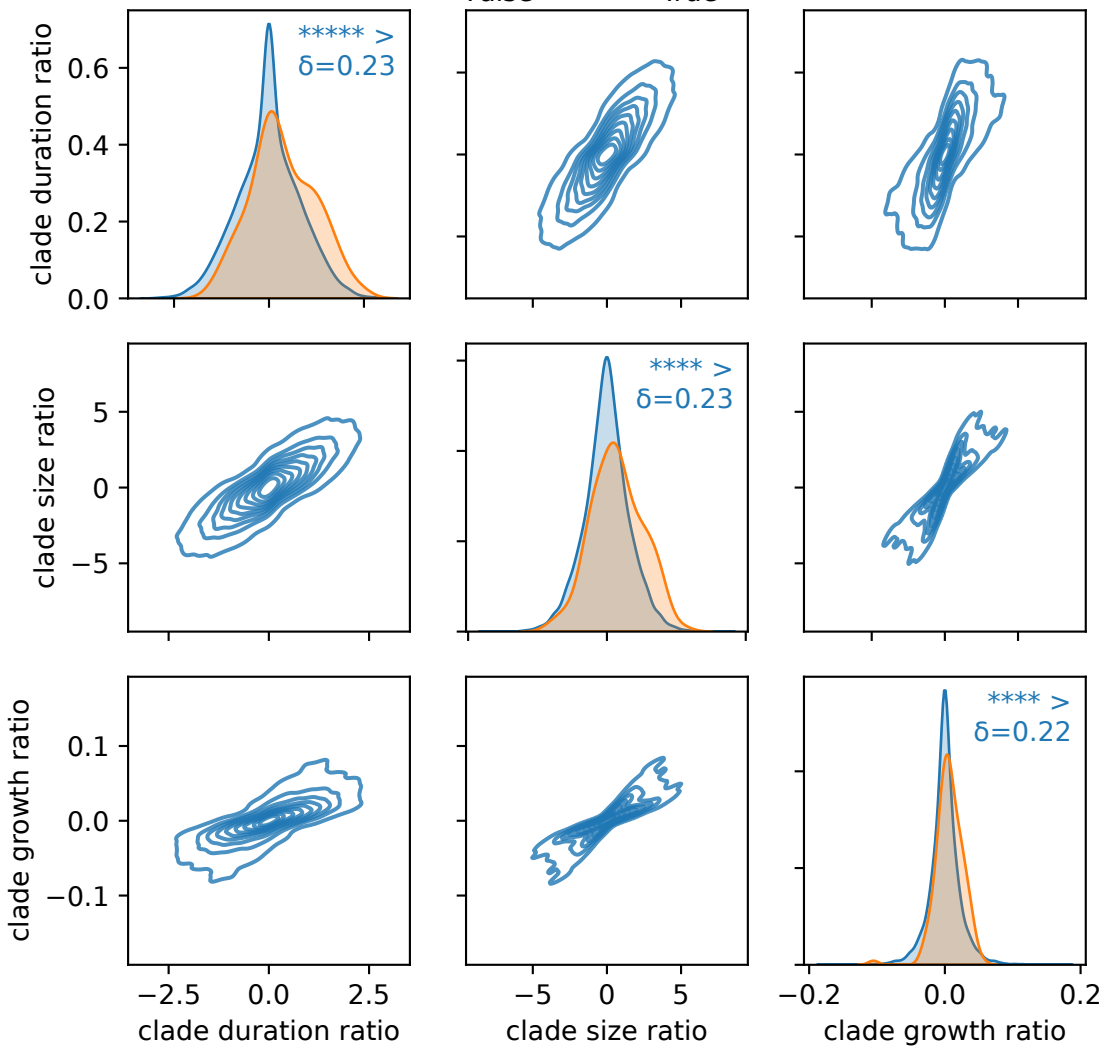 clade duration ratio
0.6
0.4
0.2
0.0
***** >
δ=0.23
clade size ratio
5
0
−5
**** >
δ=0.23
clade growth ratio
0.1
0.0
−0.1
**** >
δ=0.22
−2.5 0.0 2.5
−5 0 5
−0.2 0.0 0.2
clade duration ratio
clade size ratio
clade growth ratio